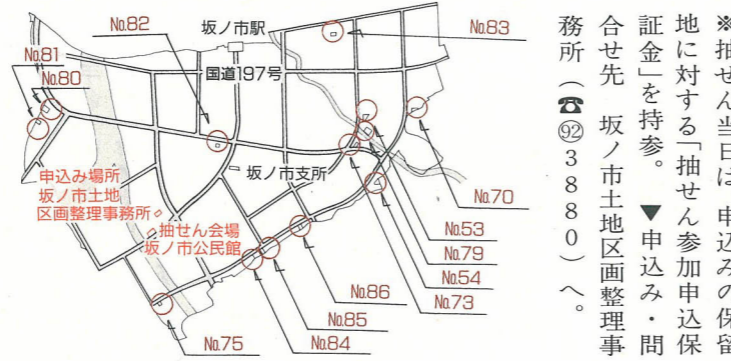 ※抽せん当日は、申込みの保留
地に対する「抽せん参加申込保
証金」を持参。▼申込み・問
合せ先　坂ノ市土地区画整理事
務所（☎㊒3880）へ。
No.82
坂ノ市駅
No.83
No.81
No.80
国道197号
申込み場所
坂ノ市土地
区画整理事務所
坂ノ市支所
抽せん会場
坂ノ市公民館
No.70
No.53
No.79
No.54
No.73
No.86
No.85
No.84
No.75